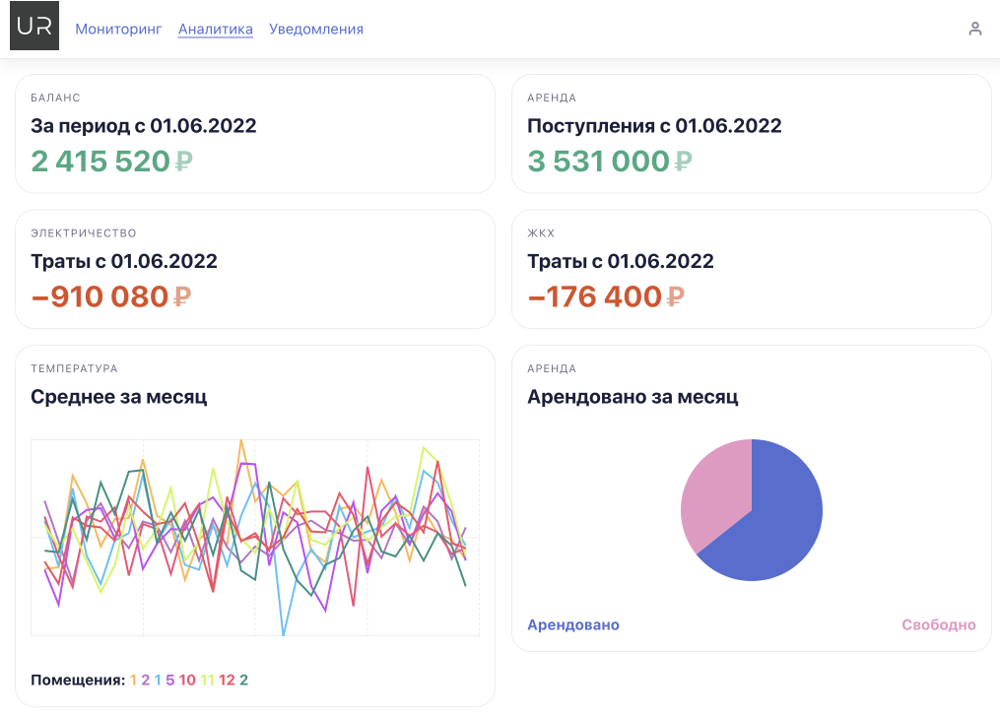 UR Мониторинг Аналитика Уведомления
БАЛАНС
За период с 01.06.2022
2 415 520 ₽
АРЕНДА
Поступления с 01.06.2022
3 531 000 ₽
ЭЛЕКТРИЧЕСТВО
Траты с 01.06.2022
−910 080 ₽
ЖКХ
Траты с 01.06.2022
−176 400 ₽
ТЕМПЕРАТУРА
Среднее за месяц
Помещения: 1 2 1 5 10 11 12 2
АРЕНДА
Арендовано за месяц
Арендовано Свободно